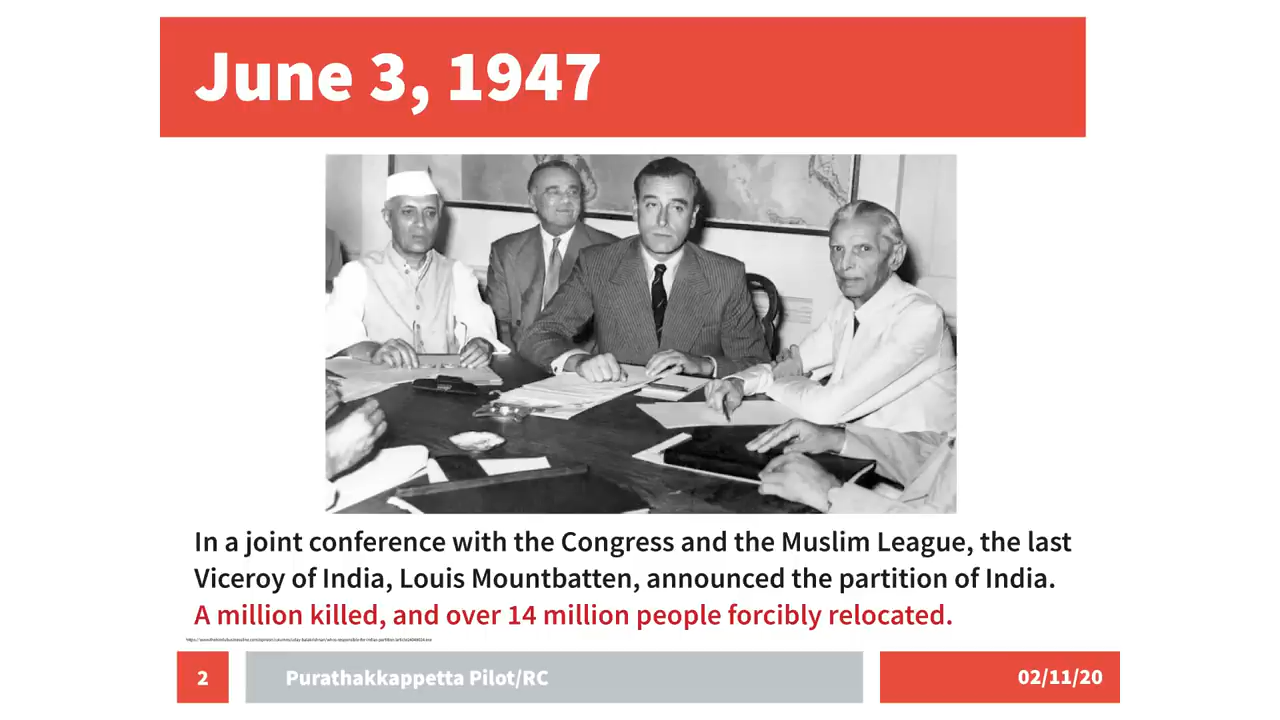 June 3, 1947
In a joint conference with the Congress and the Muslim League, the last
Viceroy of India, Louis Mountbatten, announced the partition of India.
A million killed, and over 14 million people forcibly relocated.
2
Purathakkappetta Pilot/RC
02/11/20